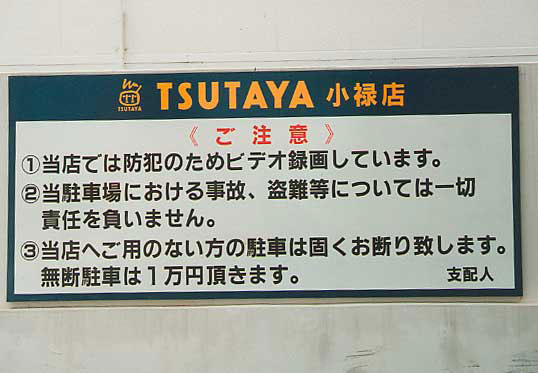 TSUTAYA
TSUTAYA 小禄店
《ご注意》
①当店では防犯のためビデオ録画しています。
②当駐車場における事故、盗難等については一切
責任を負いません。
③当店へご用のない方の駐車は固くお断り致します。
無断駐車は1万円頂きます。
支配人